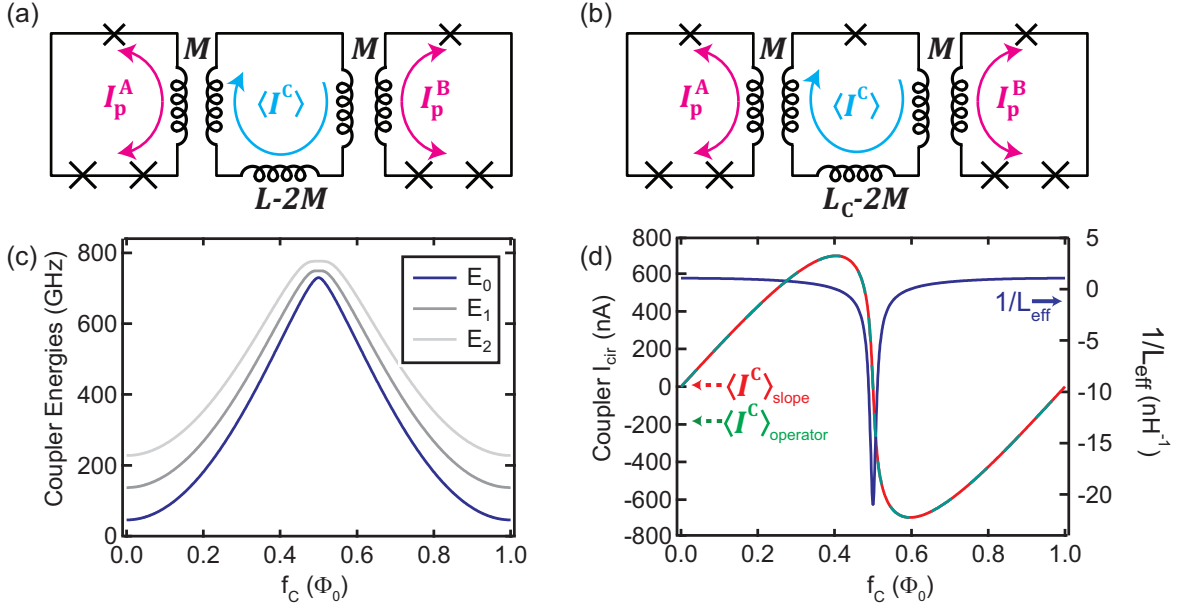 (a)
M M
I_p^A ⟨I^C⟩ I_p^B
L-2M
(b)
M M
I_p^A ⟨I^C⟩ I_p^B
L_C-2M
(c)
Coupler Energies (GHz)
800
600
400
200
0
E_0
E_1
E_2
0.0 0.2 0.4 0.6 0.8 1.0
f_C (Φ_0)
(d)
Coupler I_cir (nA)
800
600
400
200
0
-200
-400
-600
-800
⟨I^C⟩_slope
⟨I^C⟩_operator
1/L_eff
5
0
-5
-10
-15
-20
1/L_eff (nH^-1)
0.0 0.2 0.4 0.6 0.8 1.0
f_C (Φ_0)